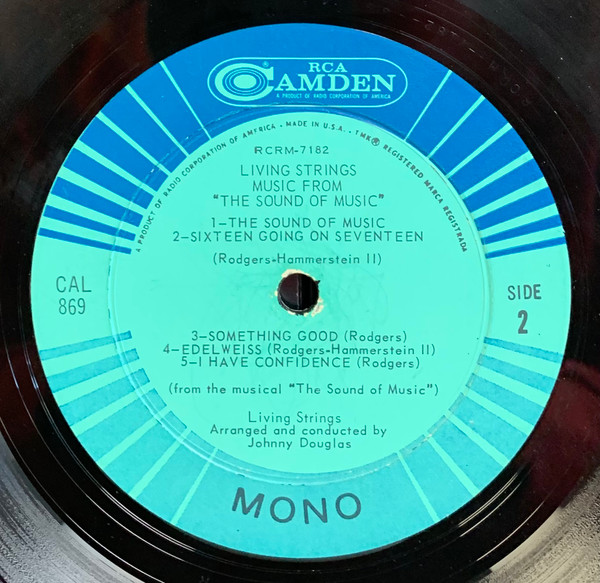 RCA
CAMDEN
A PRODUCT OF RADIO CORPORATION OF AMERICA
A PRODUCT OF RADIO CORPORATION OF AMERICA. • MADE IN U.S.A. • TMK® REGISTERED MARCA REGISTRADA
RCRM-7182
LIVING STRINGS
MUSIC FROM
"THE SOUND OF MUSIC"
1—THE SOUND OF MUSIC
2—SIXTEEN GOING ON SEVENTEEN
(Rodgers-Hammerstein II)
CAL
869
SIDE
2
3—SOMETHING GOOD (Rodgers)
4—EDELWEISS (Rodgers-Hammerstein II)
5—I HAVE CONFIDENCE (Rodgers)
(from the musical "The Sound of Music")
Living Strings
Arranged and conducted by
Johnny Douglas
MONO